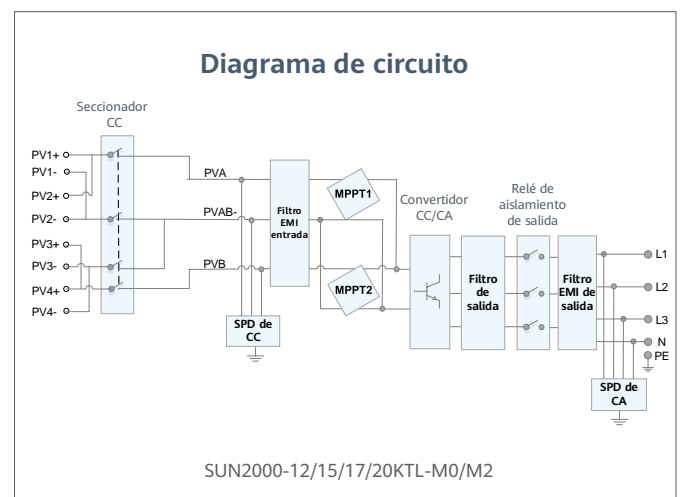 Diagrama de circuito
Seccionador
CC
PV1+
PV1-
PV2+
PV2-
PV3+
PV3-
PV4+
PV4-
PVA
PVAB-
PVB
Filtro
EMI
entrada
SPD de
CC
MPPT1
MPPT2
Convertidor
CC/CA
Filtro
de
salida
Relé de
aislamiento
de salida
Filtro
EMI de
salida
L1
L2
L3
N
PE
SPD de
CA
SUN2000-12/15/17/20KTL-M0/M2